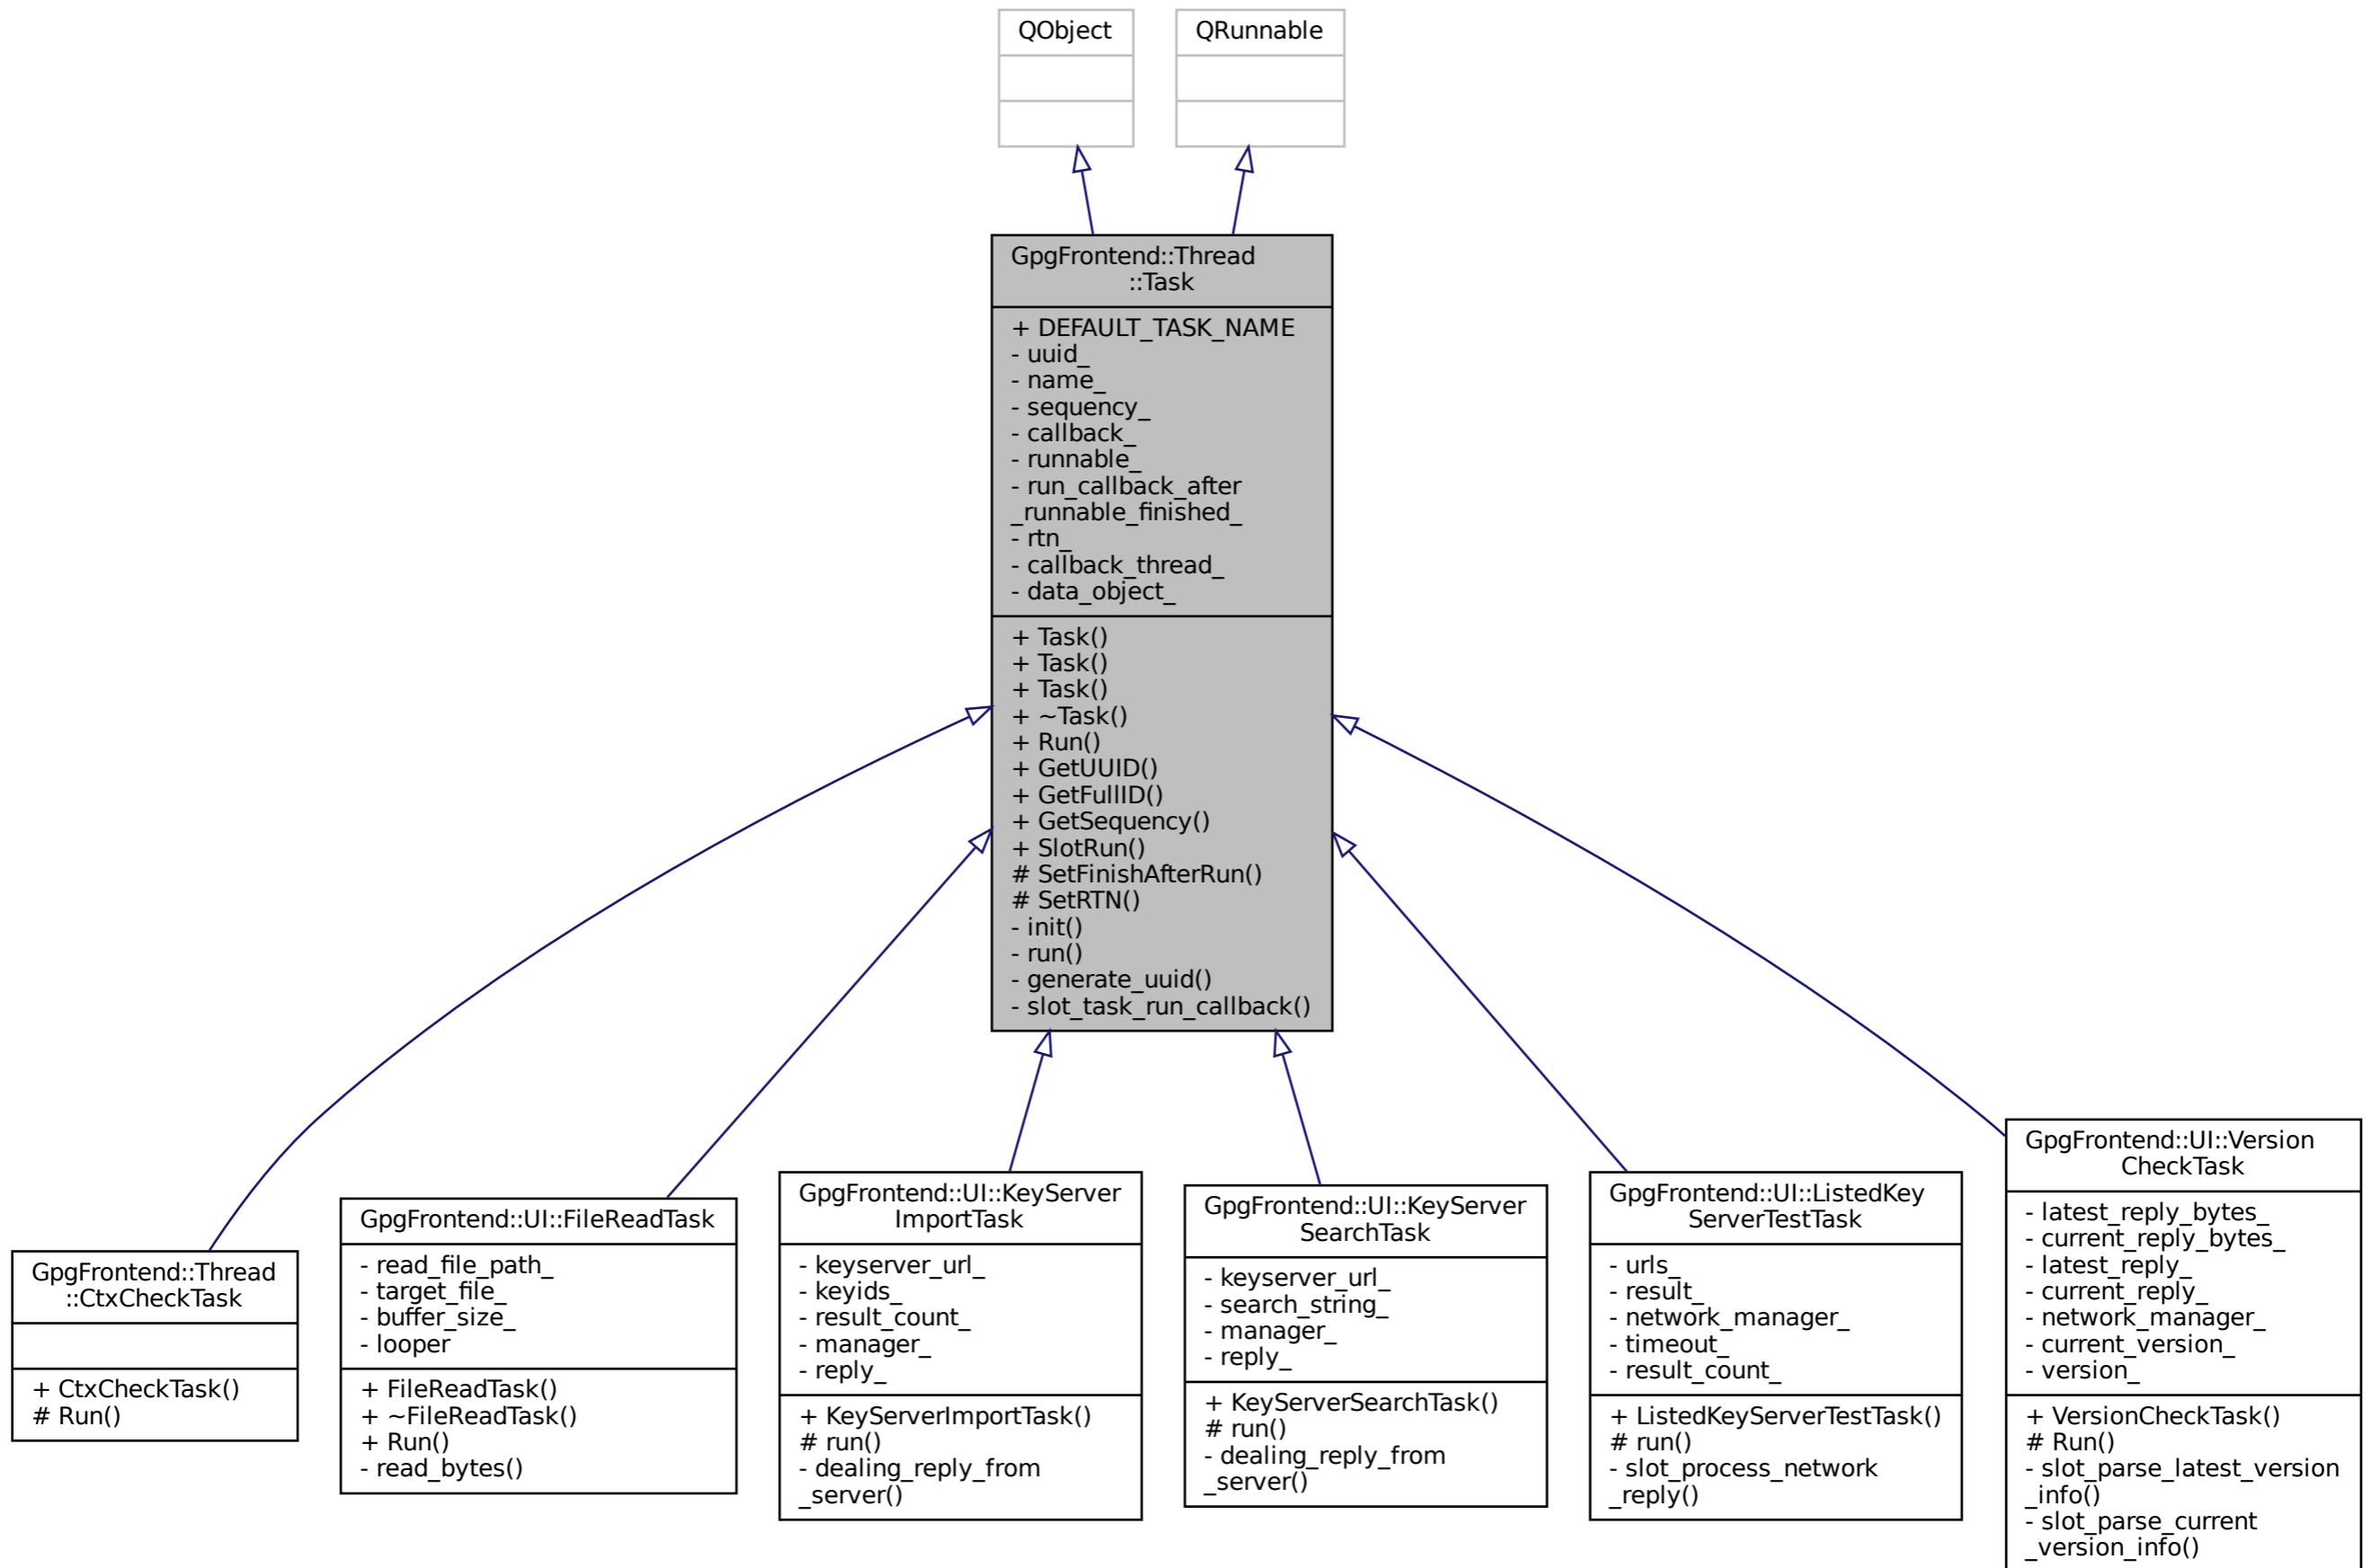 QObject
QRunnable
GpgFrontend::Thread
::Task
+ DEFAULT_TASK_NAME
- uuid_
- name_
- sequency_
- callback_
- runnable_
- run_callback_after
_runnable_finished_
- rtn_
- callback_thread_
- data_object_
+ Task()
+ Task()
+ Task()
+ ~Task()
+ Run()
+ GetUUID()
+ GetFullID()
+ GetSequency()
+ SlotRun()
# SetFinishAfterRun()
# SetRTN()
- init()
- run()
- generate_uuid()
- slot_task_run_callback()
GpgFrontend::Thread
::CtxCheckTask
+ CtxCheckTask()
# Run()
GpgFrontend::UI::FileReadTask
- read_file_path_
- target_file_
- buffer_size_
- looper
+ FileReadTask()
+ ~FileReadTask()
+ Run()
- read_bytes()
GpgFrontend::UI::KeyServer
ImportTask
- keyserver_url_
- keyids_
- result_count_
- manager_
- reply_
+ KeyServerImportTask()
# run()
- dealing_reply_from
_server()
GpgFrontend::UI::KeyServer
SearchTask
- keyserver_url_
- search_string_
- manager_
- reply_
+ KeyServerSearchTask()
# run()
- dealing_reply_from
_server()
GpgFrontend::UI::ListedKey
ServerTestTask
- urls_
- result_
- network_manager_
- timeout_
- result_count_
+ ListedKeyServerTestTask()
# run()
- slot_process_network
_reply()
GpgFrontend::UI::Version
CheckTask
- latest_reply_bytes_
- current_reply_bytes_
- latest_reply_
- current_reply_
- network_manager_
- current_version_
- version_
+ VersionCheckTask()
# Run()
- slot_parse_latest_version
_info()
- slot_parse_current
_version_info()